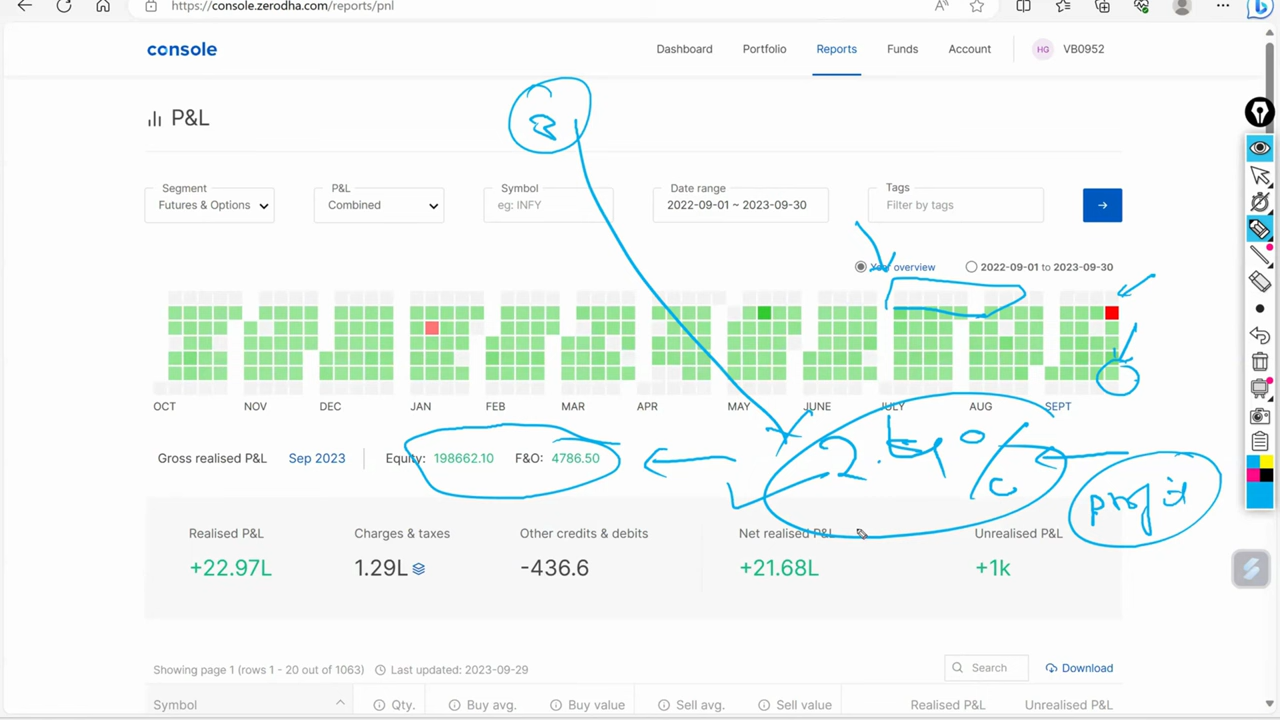 https://console.zerodha.com/reports/pnl
console
Dashboard Portfolio Reports Funds Account HG VB0952
P&L
Segment P&L Symbol Date range Tags
Futures & Options Combined eg: INFY 2022-09-01 ~ 2023-09-30 Filter by tags
Year overview 2022-09-01 to 2023-09-30
OCT NOV DEC JAN FEB MAR APR MAY JUNE JULY AUG SEPT
Gross realised P&L Sep 2023 Equity: 198662.10 F&O: 4786.50
profit
Realised P&L Charges & taxes Other credits & debits Net realised P&L Unrealised P&L
+22.97L 1.29L -436.6 +21.68L +1k
Showing page 1 (rows 1 - 20 out of 1063) Last updated: 2023-09-29 Search Download
Symbol Qty. Buy avg. Buy value Sell avg. Sell value Realised P&L Unrealised P&L